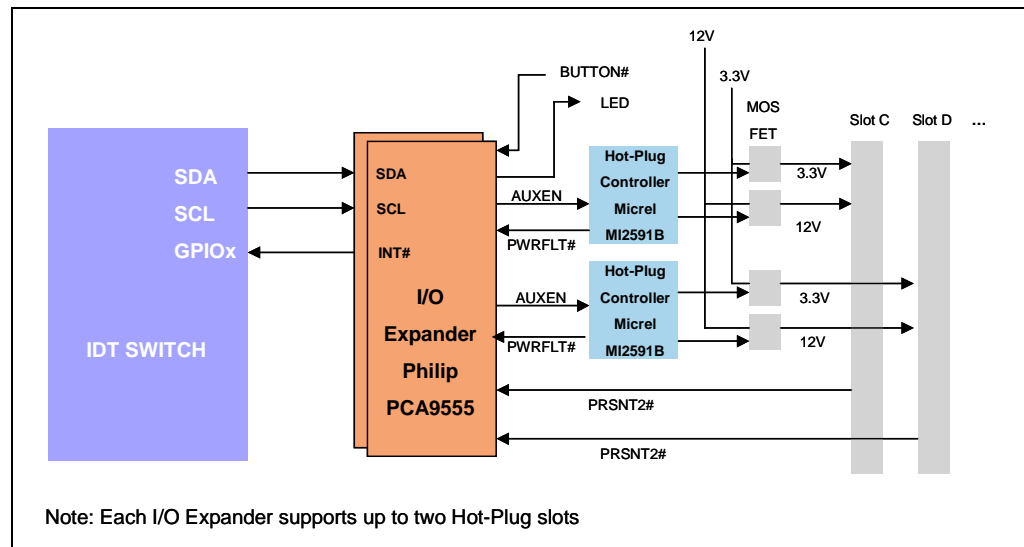 12V
3.3V
BUTTON#
LED
MOS
FET
Slot C
Slot D
...
SDA
SCL
GPIOx
IDT SWITCH
SDA
SCL
INT#
I/O
Expander
Philip
PCA9555
AUXEN
PWRFLT#
Hot-Plug
Controller
Micrel
MI2591B
3.3V
12V
AUXEN
PWRFLT#
Hot-Plug
Controller
Micrel
MI2591B
3.3V
12V
PRSNT2#
PRSNT2#
Note: Each I/O Expander supports up to two Hot-Plug slots